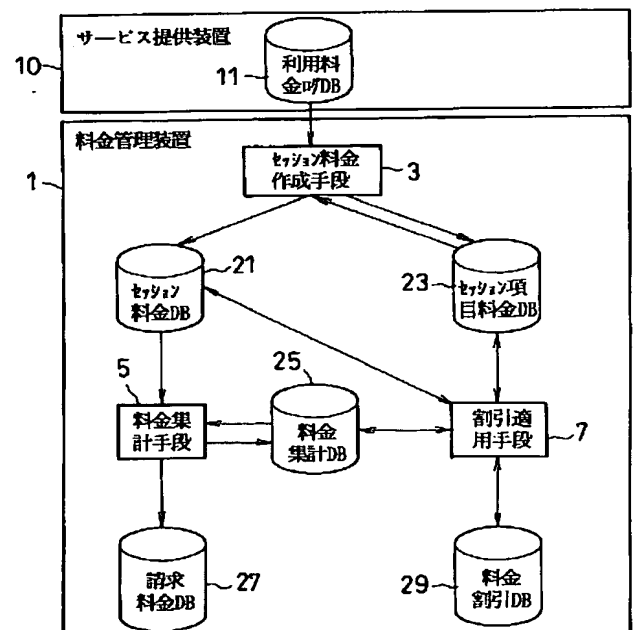 サービス提供装置
10
11
利用料
金ログDB
料金管理装置
1
セッション料金
作成手段
3
セッション
料金DB
21
23
セッション項
目料金DB
5
25
料金集
計手段
料金
集計DB
割引適
用手段
7
請求
料金DB
27
29
料金
割引DB